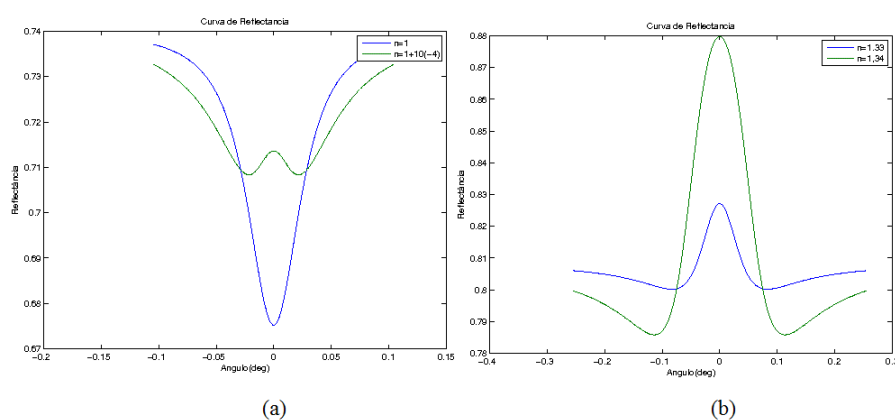 Curva de Reflectancia
0.74
0.73
0.72
0.71
0.7
0.69
0.68
0.67
Reflectância
n=1
n=1+10(−4)
−0.2
−0.15
−0.1
−0.05
0
0.05
0.1
0.15
Angulo(deg)
(a)
Curva de Reflectancia
0.88
0.87
0.86
0.85
0.84
0.83
0.82
0.81
0.8
0.79
0.78
Reflectância
n=1.33
n=1,34
−0.4
−0.3
−0.2
−0.1
0
0.1
0.2
0.3
Angulo(deg)
(b)